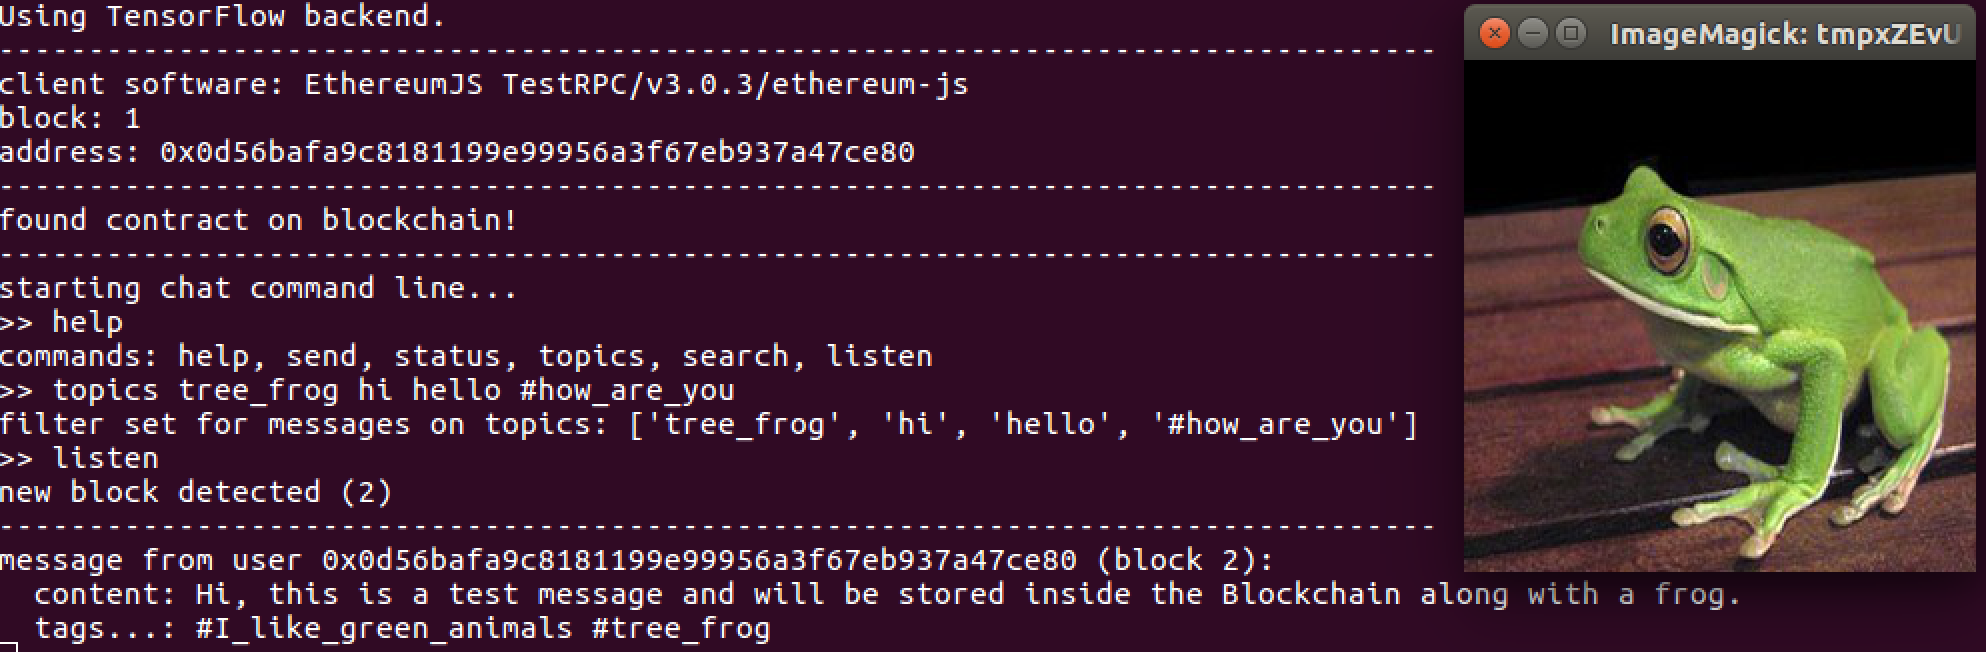 Using TensorFlow backend.
--------------------------------------------------------------------------------
client software: EthereumJS TestRPC/v3.0.3/ethereum-js
block: 1
address: 0x0d56bafa9c8181199e99956a3f67eb937a47ce80
--------------------------------------------------------------------------------
found contract on blockchain!
--------------------------------------------------------------------------------
starting chat command line...
>> help
commands: help, send, status, topics, search, listen
>> topics tree_frog hi hello #how_are_you
filter set for messages on topics: ['tree_frog', 'hi', 'hello', '#how_are_you']
>> listen
new block detected (2)
--------------------------------------------------------------------------------
message from user 0x0d56bafa9c8181199e99956a3f67eb937a47ce80 (block 2):
  content: Hi, this is a test message and will be stored inside the Blockchain along with a frog.
  tags...: #I_like_green_animals #tree_frog
ImageMagick: tmpxZEvU